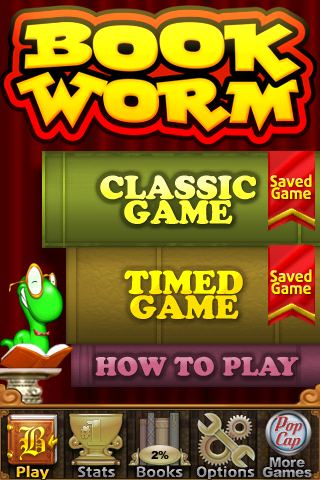 BOOK
WORM
CLASSIC
GAME
Saved
Game
TIMED
GAME
Saved
Game
HOW TO PLAY
B
1
2%
Pop
Cap
Play
Stats
Books
Options
More
Games